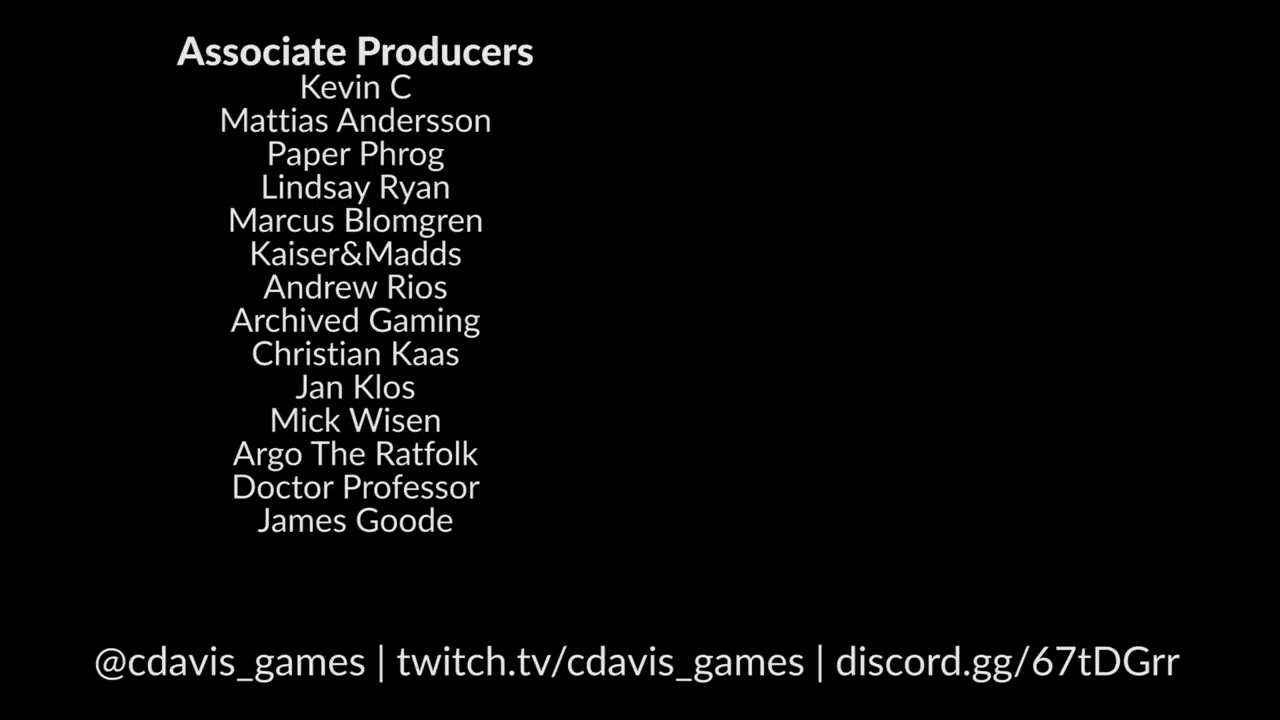 Associate Producers
Kevin C
Mattias Andersson
Paper Phrog
Lindsay Ryan
Marcus Blomgren
Kaiser&Madds
Andrew Rios
Archived Gaming
Christian Kaas
Jan Klos
Mick Wisen
Argo The Ratfolk
Doctor Professor
James Goode
@cdavis_games | twitch.tv/cdavis_games | discord.gg/67tDGrr